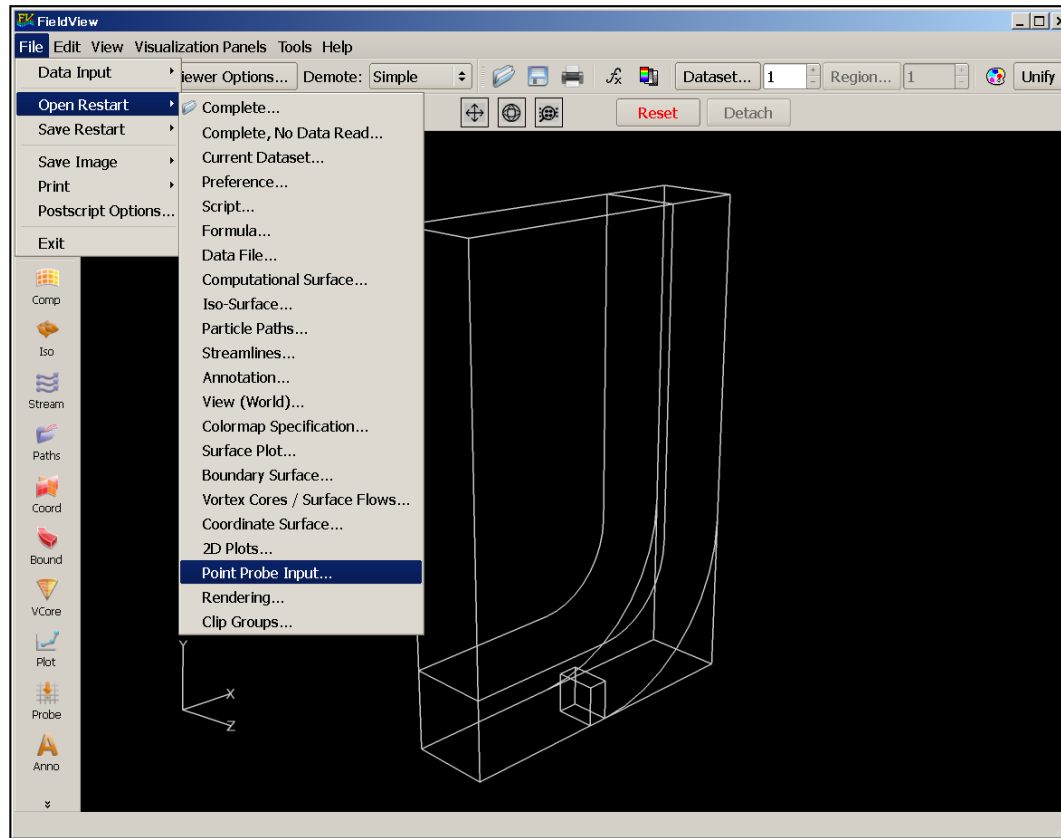 FieldView
File Edit View Visualization Panels Tools Help
Data Input
iewer Options... Demote: Simple Dataset... 1 Region... 1 Unify
Open Restart
Save Restart
Save Image
Print
Postscript Options...
Exit
Complete...
Complete, No Data Read...
Current Dataset...
Preference...
Script...
Formula...
Data File...
Computational Surface...
Iso-Surface...
Particle Paths...
Streamlines...
Annotation...
View (World)...
Colormap Specification...
Surface Plot...
Boundary Surface...
Vortex Cores / Surface Flows...
Coordinate Surface...
2D Plots...
Point Probe Input...
Rendering...
Clip Groups...
Reset Detach
Comp
Iso
Stream
Paths
Coord
Bound
VCore
Plot
Probe
Anno
Y
X
Z